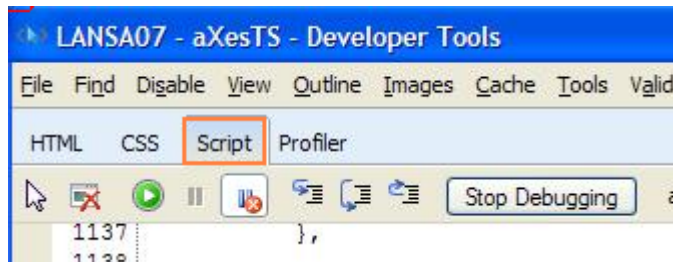 LANSA07 - aXesTS - Developer Tools
File Find Disable View Outline Images Cache Tools
HTML CSS Script Profiler
Stop Debugging
1137 },
1138